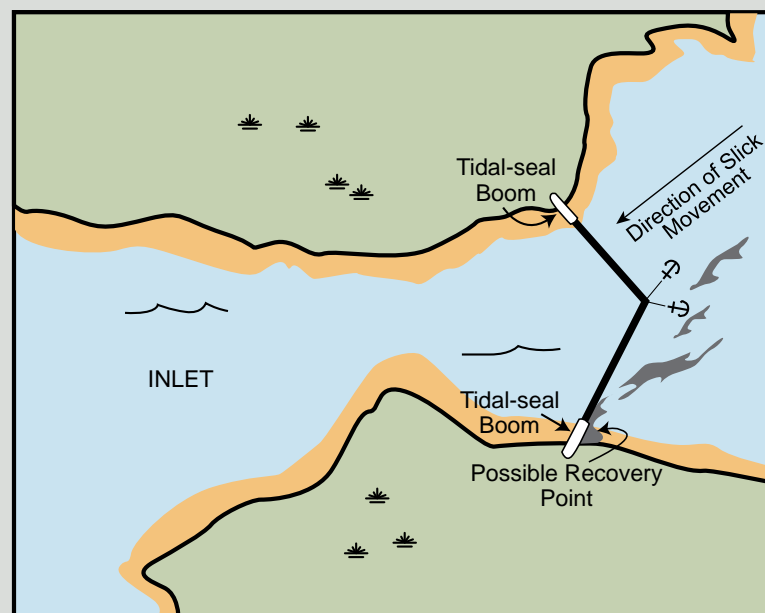 Tidal-seal
Boom
Direction of Slick
Movement
INLET
Tidal-seal
Boom
Possible Recovery
Point